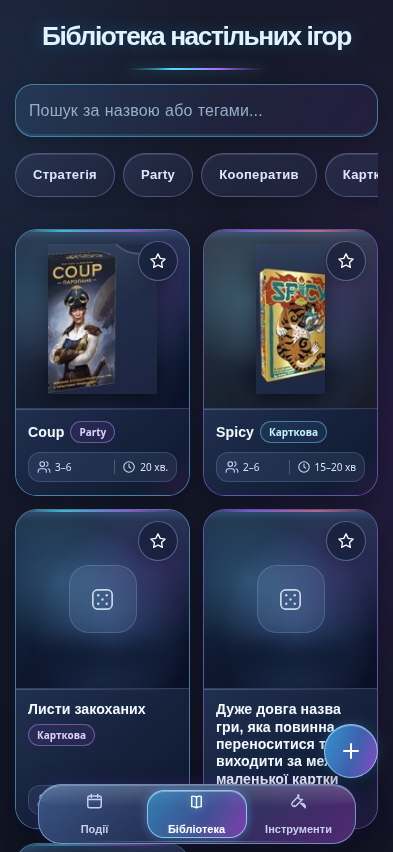 Бібліотека настільних ігор
Пошук за назвою або тегами...
Стратегія
Party
Кооператив
COUP
SPICY
Coup
Party
3–6
20 хв.
Spicy
Карткова
2–6
15–20 хв
Листи закоханих
Карткова
Дуже довга назва
гри, яка повинна
переноситися
виходити за
маленької картки
Події
Бібліотека
Інструменти